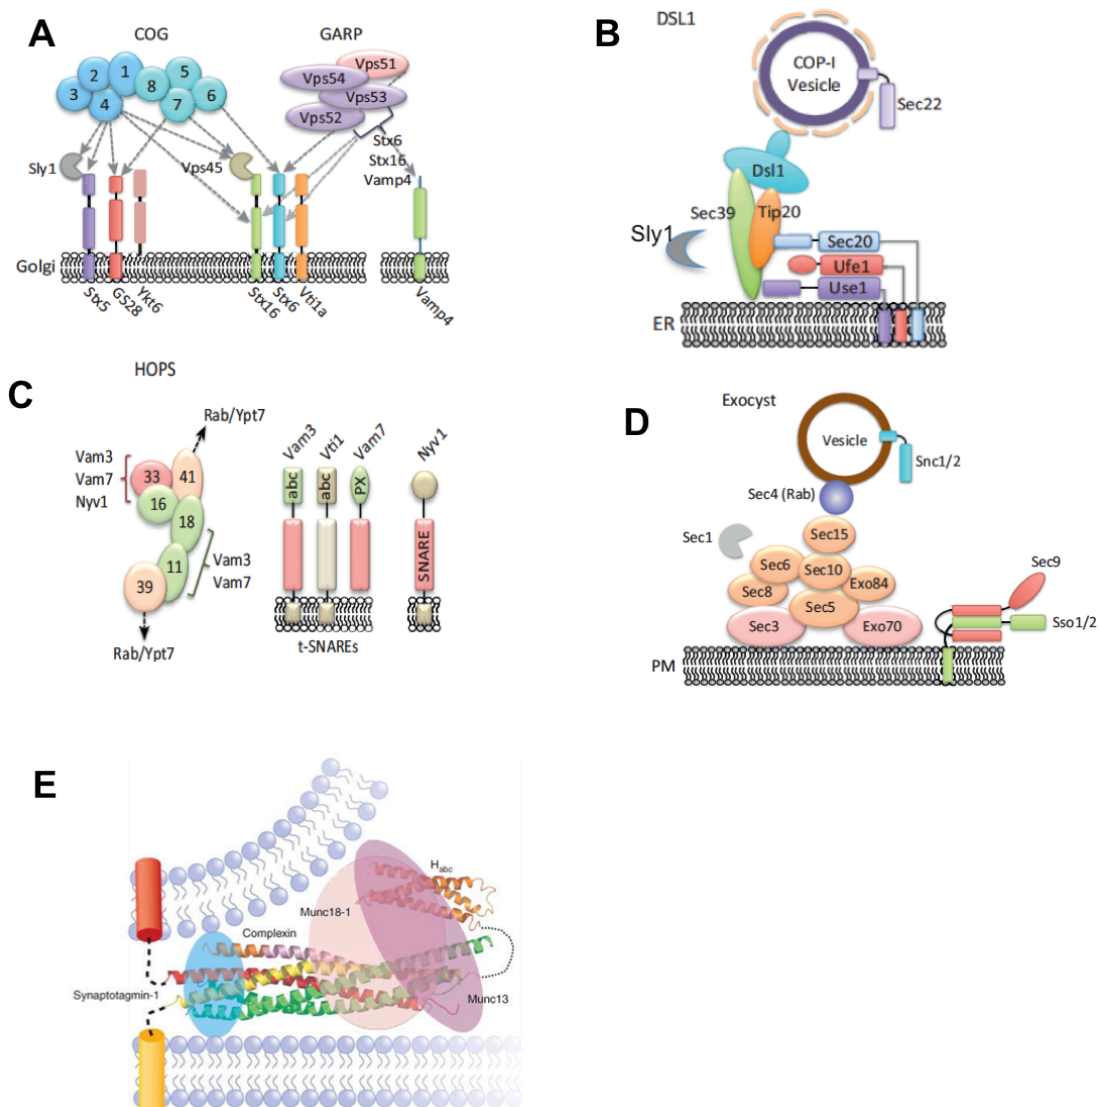 A
COG
GARP
1
2
3
4
5
6
7
8
Vps51
Vps54
Vps53
Vps52
Stx6
Stx16
Vamp4
Sly1
Vps45
Golgi
Stx5
GS28
Ykt6
Stx16
Stx6
Vti1a
Vamp4
B
DSL1
COP-I
Vesicle
Sec22
Dsl1
Sec39
Tip20
Sly1
Sec20
Ufe1
Use1
ER
HOPS
C
Rab/Ypt7
Vam3
Vam7
Nyv1
33
41
16
18
11
39
Vam3
Vam7
Rab/Ypt7
Vam3
Vti1
Vam7
Nyv1
abc
abc
PX
SNARE
t-SNAREs
D
Exocyst
Vesicle
Snc1/2
Sec4 (Rab)
Sec1
Sec15
Sec6
Sec10
Sec8
Exo84
Sec5
Sec3
Exo70
Sec9
Sso1/2
PM
E
Habc
Munc18-1
Complexin
Synaptotagmin-1
Munc13